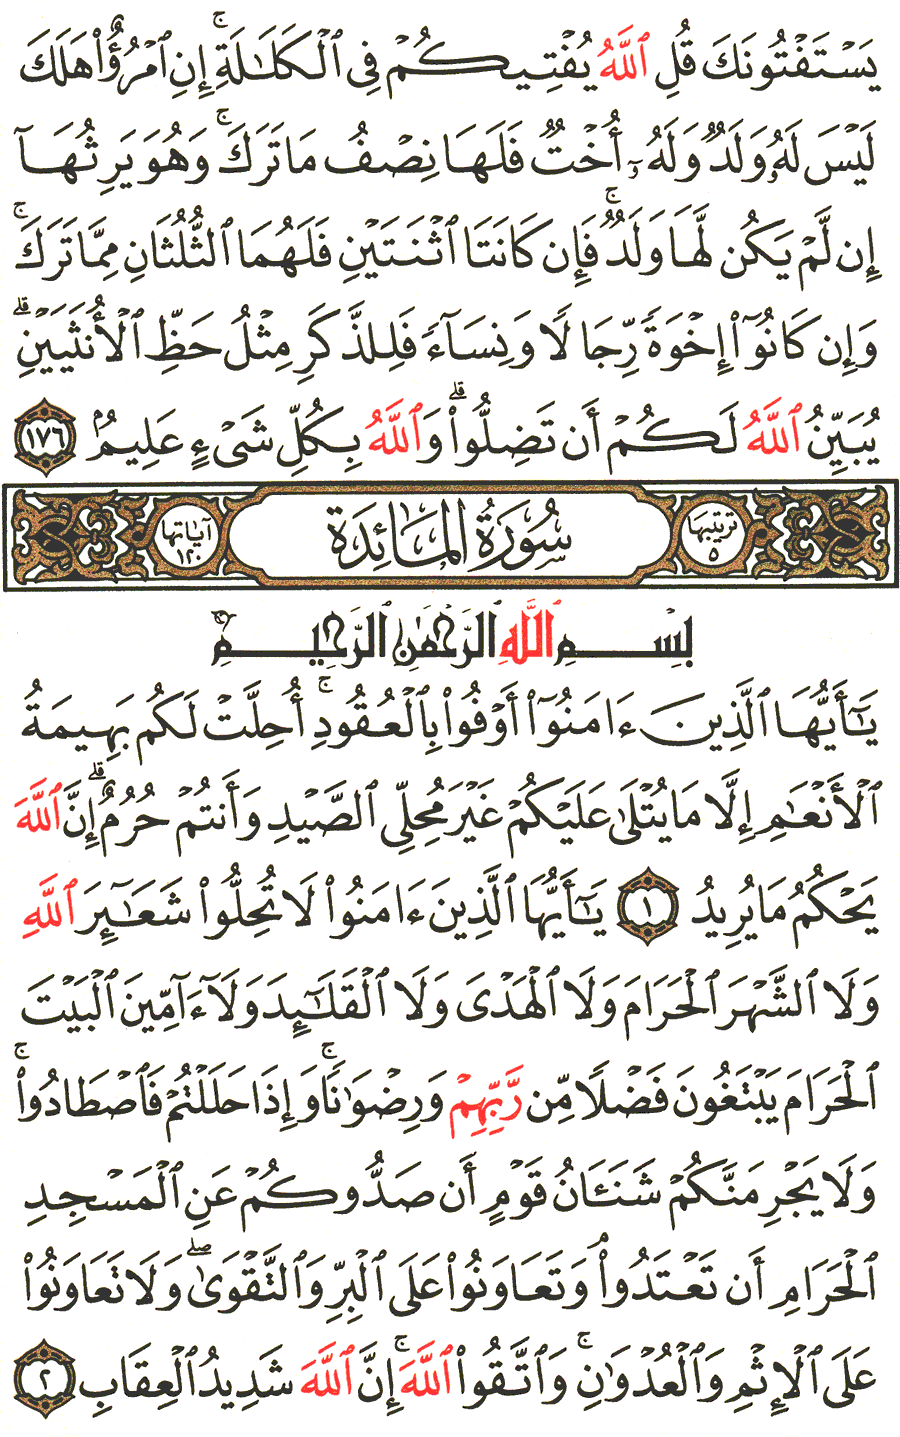 يَسْتَفْتُونَكَ قُلِ ٱللَّهُ يُفْتِيكُمْ فِى ٱلْكَلَـٰلَةِ ۚ إِنِ ٱمْرُؤٌا۟ هَلَكَ
لَيْسَ لَهُۥ وَلَدٌ وَلَهُۥٓ أُخْتٌ فَلَهَا نِصْفُ مَا تَرَكَ ۚ وَهُوَ يَرِثُهَآ
إِن لَّمْ يَكُن لَّهَا وَلَدٌ ۚ فَإِن كَانَتَا ٱثْنَتَيْنِ فَلَهُمَا ٱلثُّلُثَانِ مِمَّا تَرَكَ ۚ
وَإِن كَانُوٓا۟ إِخْوَةً رِّجَالًا وَنِسَآءً فَلِلذَّكَرِ مِثْلُ حَظِّ ٱلْأُنثَيَيْنِ ۗ
يُبَيِّنُ ٱللَّهُ لَكُمْ أَن تَضِلُّوا۟ ۗ وَٱللَّهُ بِكُلِّ شَىْءٍ عَلِيمٌۢ ١٧٦
ترتيبها ٥ سُورَةُ المَائِدَة آياتها ١٢٠
بِسْمِ ٱللَّهِ ٱلرَّحْمَـٰنِ ٱلرَّحِيمِ
يَـٰٓأَيُّهَا ٱلَّذِينَ ءَامَنُوٓا۟ أَوْفُوا۟ بِٱلْعُقُودِ ۚ أُحِلَّتْ لَكُم بَهِيمَةُ
ٱلْأَنْعَـٰمِ إِلَّا مَا يُتْلَىٰ عَلَيْكُمْ غَيْرَ مُحِلِّى ٱلصَّيْدِ وَأَنتُمْ حُرُمٌ ۗ إِنَّ ٱللَّهَ
يَحْكُمُ مَا يُرِيدُ ١ يَـٰٓأَيُّهَا ٱلَّذِينَ ءَامَنُوا۟ لَا تُحِلُّوا۟ شَعَـٰٓئِرَ ٱللَّهِ
وَلَا ٱلشَّهْرَ ٱلْحَرَامَ وَلَا ٱلْهَدْىَ وَلَا ٱلْقَلَـٰٓئِدَ وَلَآ ءَآمِّينَ ٱلْبَيْتَ
ٱلْحَرَامَ يَبْتَغُونَ فَضْلًا مِّن رَّبِّهِمْ وَرِضْوَٰنًا ۚ وَإِذَا حَلَلْتُمْ فَٱصْطَادُوا۟ ۚ
وَلَا يَجْرِمَنَّكُمْ شَنَـَٔانُ قَوْمٍ أَن صَدُّوكُمْ عَنِ ٱلْمَسْجِدِ
ٱلْحَرَامِ أَن تَعْتَدُوا۟ ۘ وَتَعَاوَنُوا۟ عَلَى ٱلْبِرِّ وَٱلتَّقْوَىٰ ۖ وَلَا تَعَاوَنُوا۟
عَلَى ٱلْإِثْمِ وَٱلْعُدْوَٰنِ ۚ وَٱتَّقُوا۟ ٱللَّهَ ۚ إِنَّ ٱللَّهَ شَدِيدُ ٱلْعِقَابِ ٢